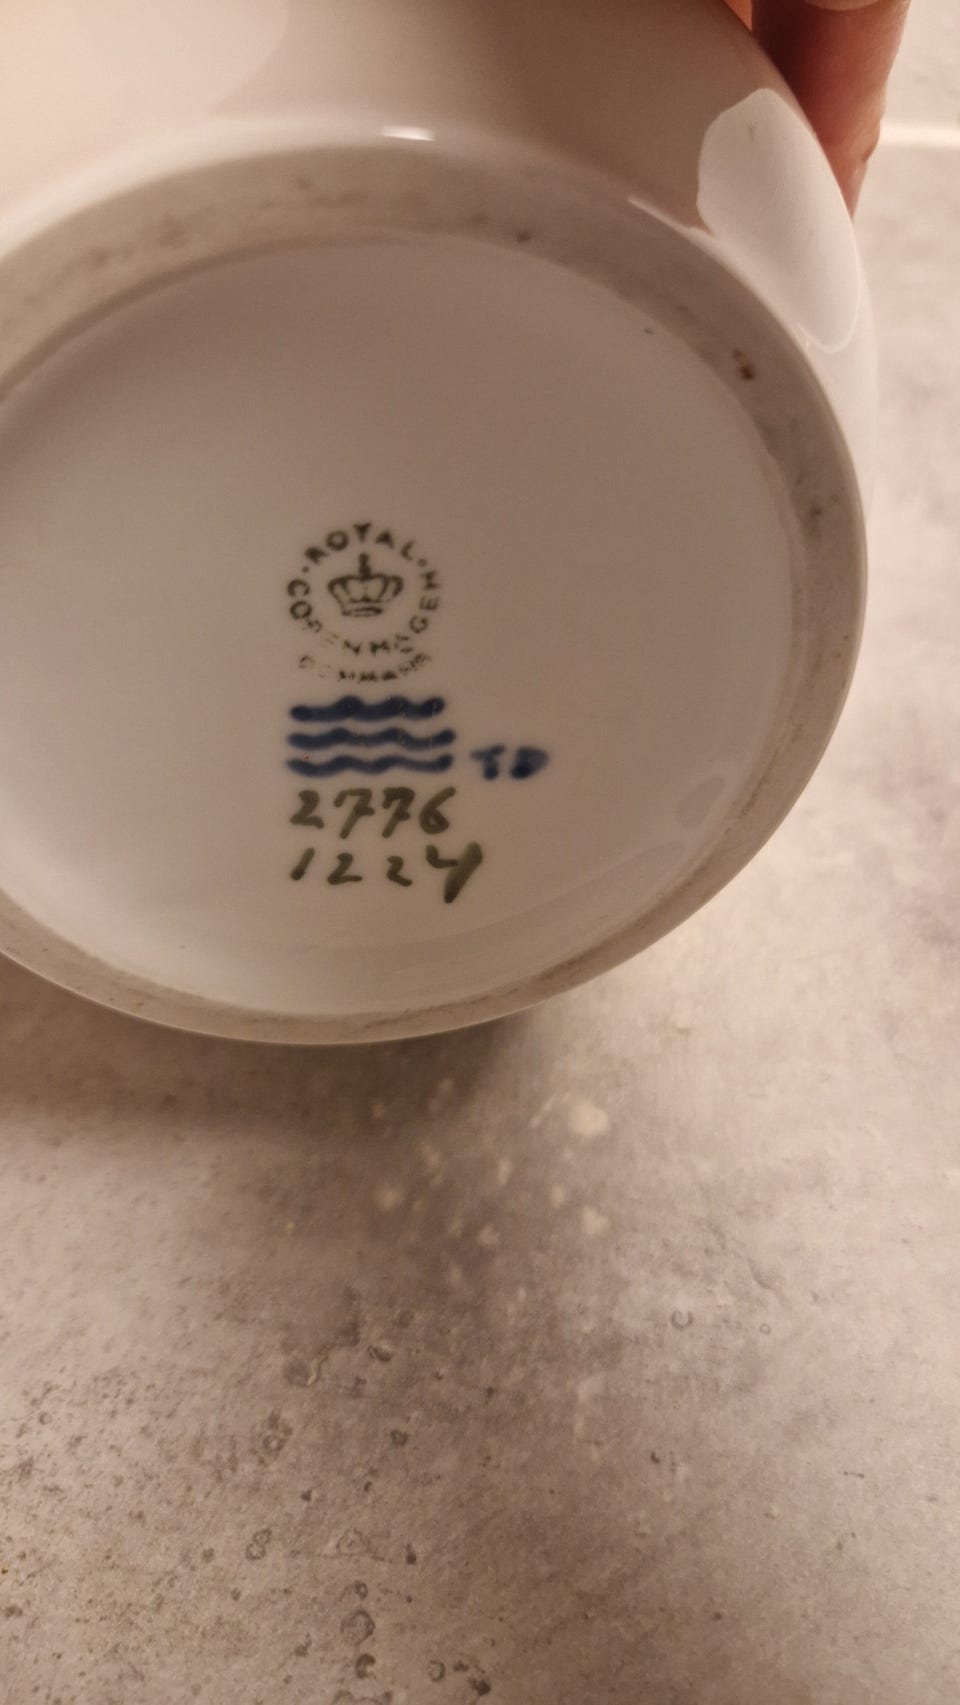 ROYAL
COPENHAGEN
DENMARK
TB
2776
1224